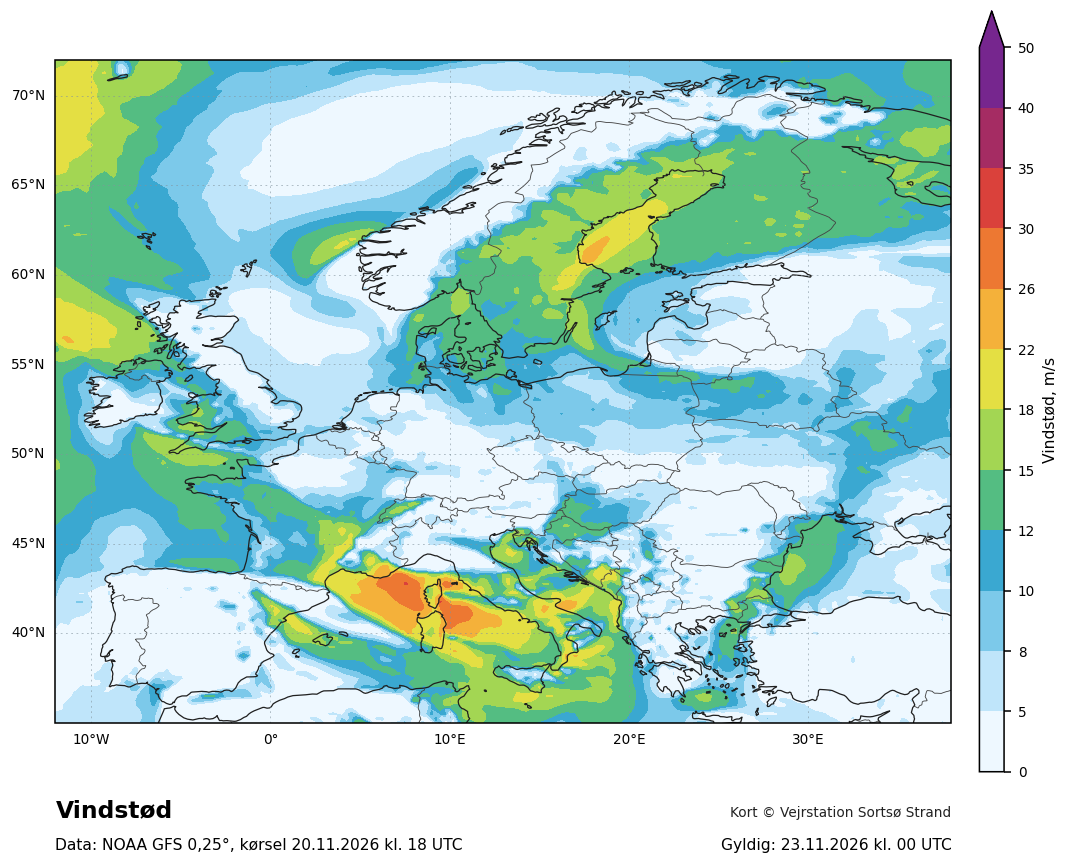 50
40
35
30
26
22
18
15
12
10
8
5
0
Vindstød, m/s
70°N
65°N
60°N
55°N
50°N
45°N
40°N
10°W
0°
10°E
20°E
30°E
Vindstød
Kort © Vejrstation Sortsø Strand
Data: NOAA GFS 0,25°, kørsel 20.11.2026 kl. 18 UTC
Gyldig: 23.11.2026 kl. 00 UTC